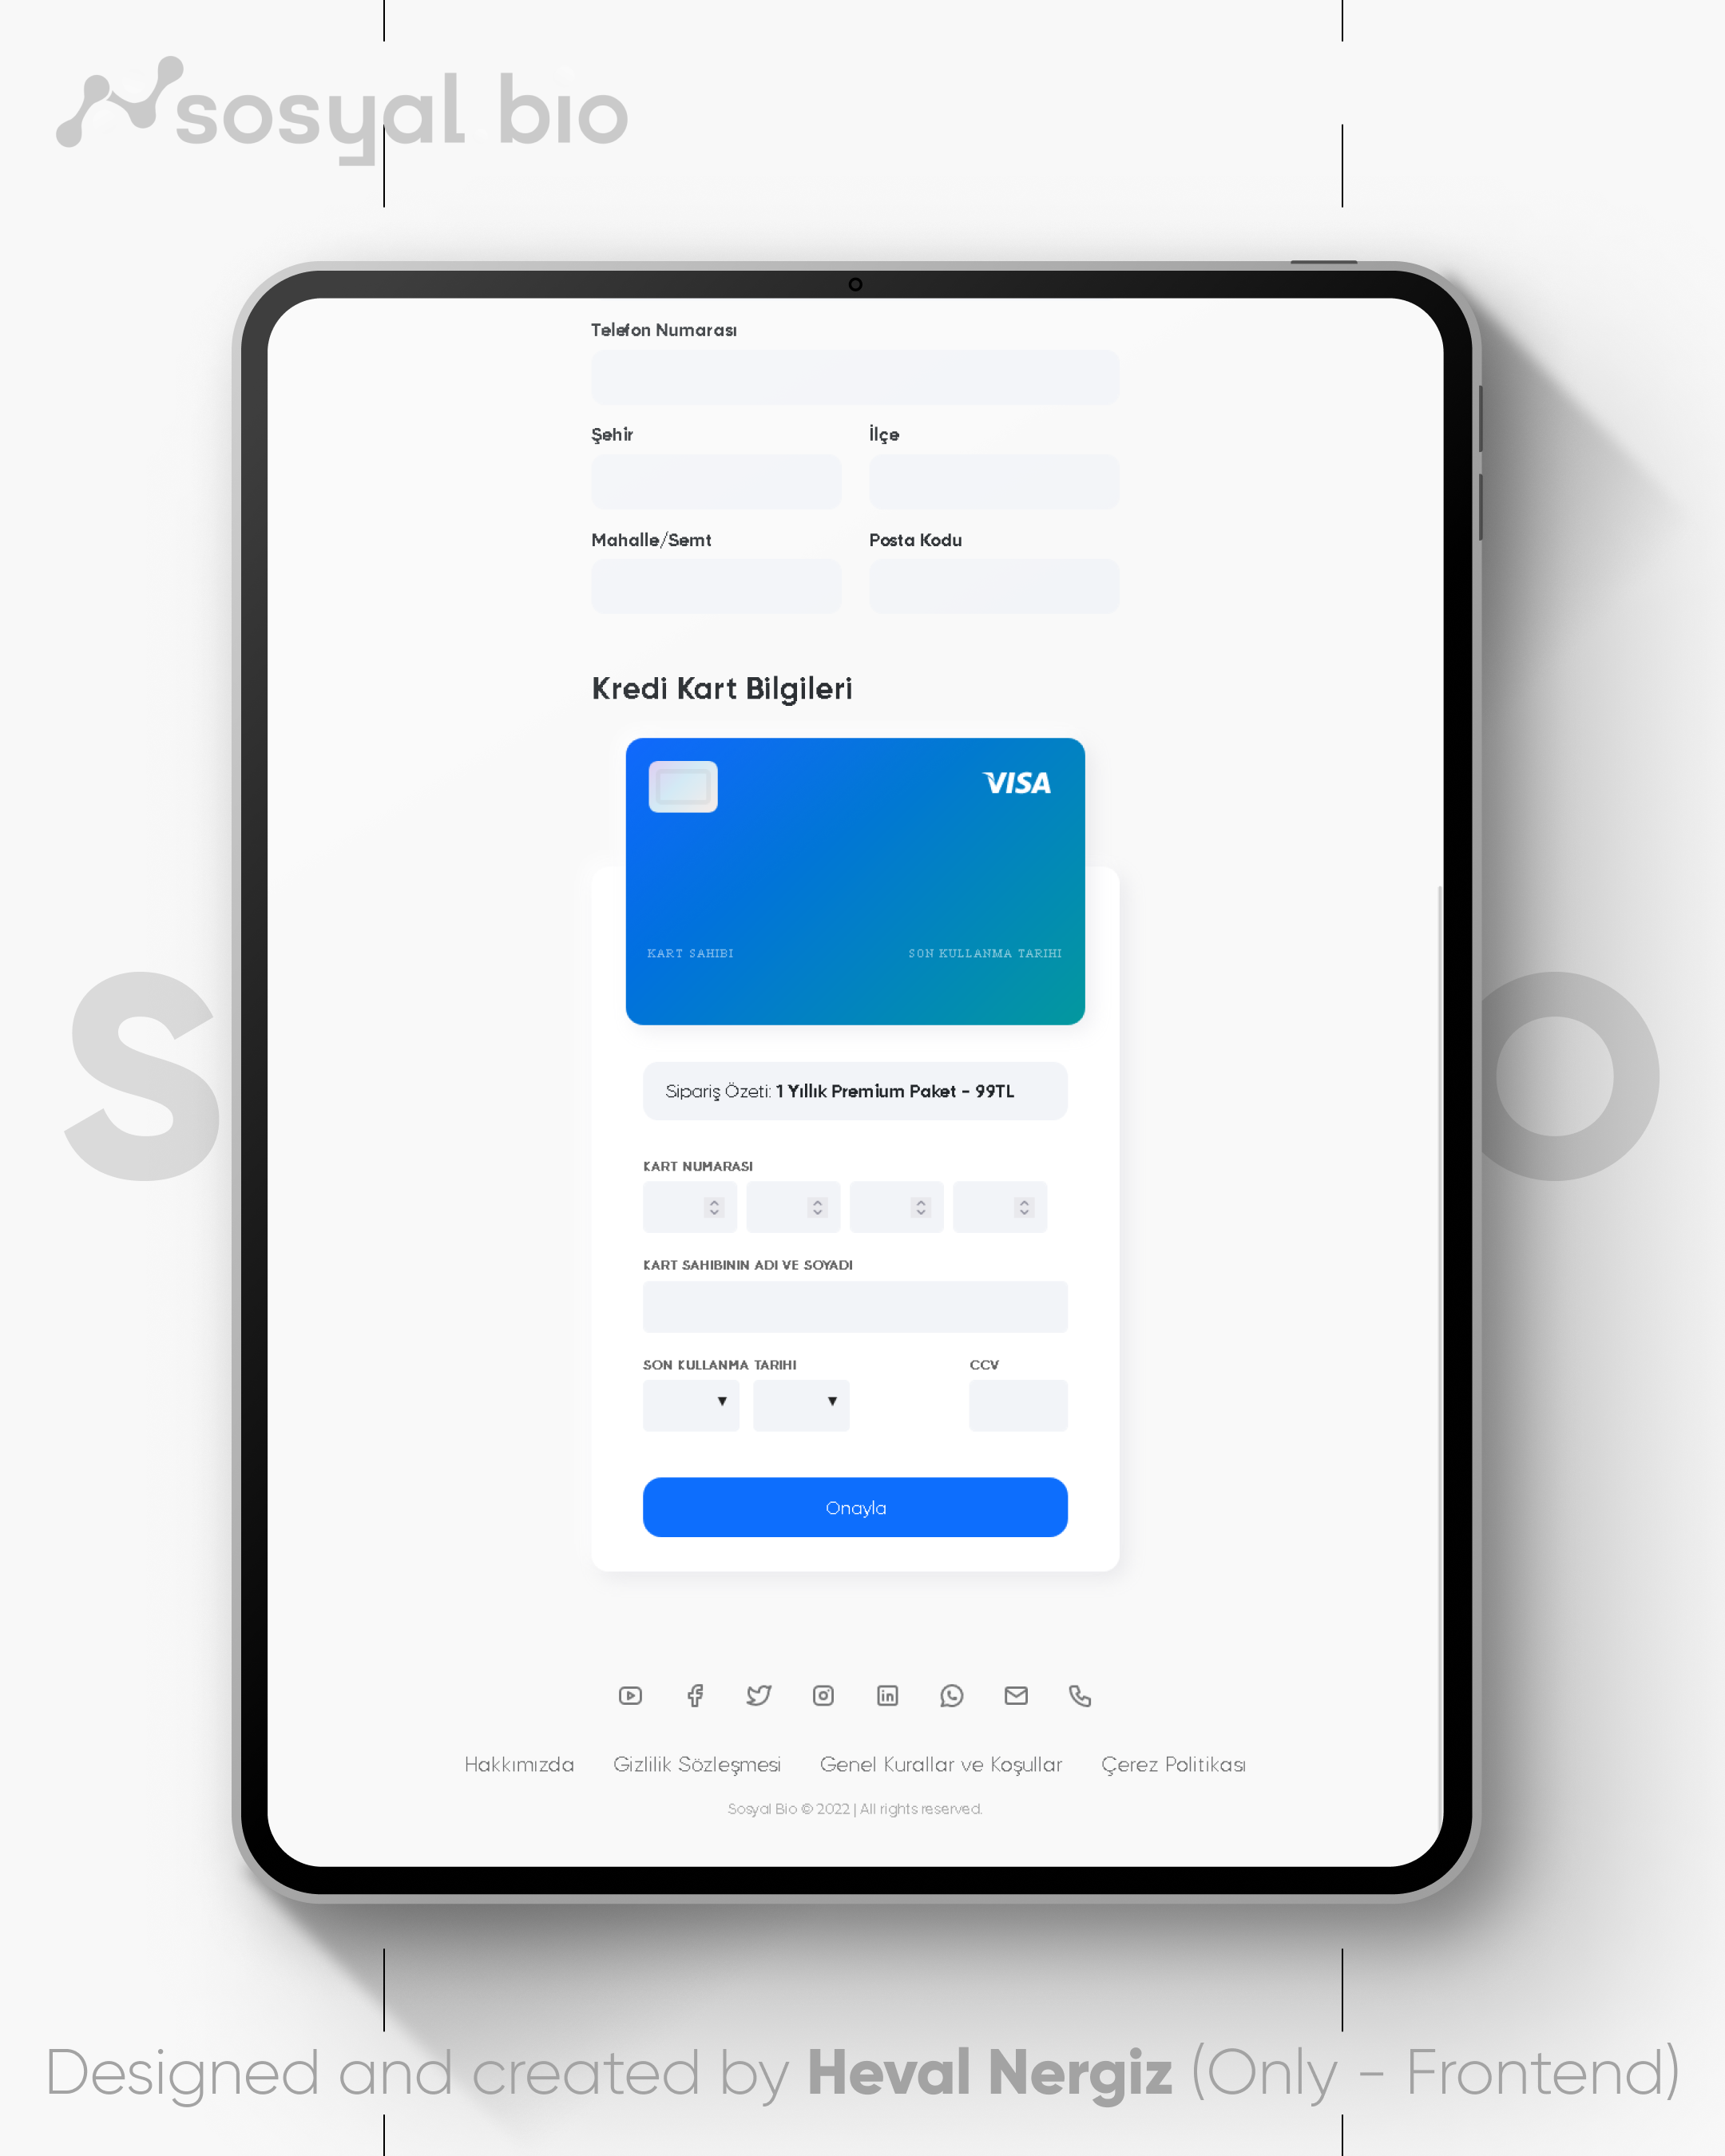 sosyal bio
Telefon Numarası
Şehir İlçe
Mahalle/Semt Posta Kodu
Kredi Kart Bilgileri
VISA
KART SAHIBI SON KULLANMA TARIHI
Sipariş Özeti: 1 Yıllık Premium Paket - 99TL
KART NUMARASI
KART SAHIBININ ADI VE SOYADI
S O
SON KULLANMA TARIHI CCV
Onayla
Hakkımızda Gizlilik Sözleşmesi Genel Kurallar ve Koşullar Çerez Politikası
Sosyal Bio © 2022 | All rights reserved.
Designed and created by Heval Nergiz (Only - Frontend)